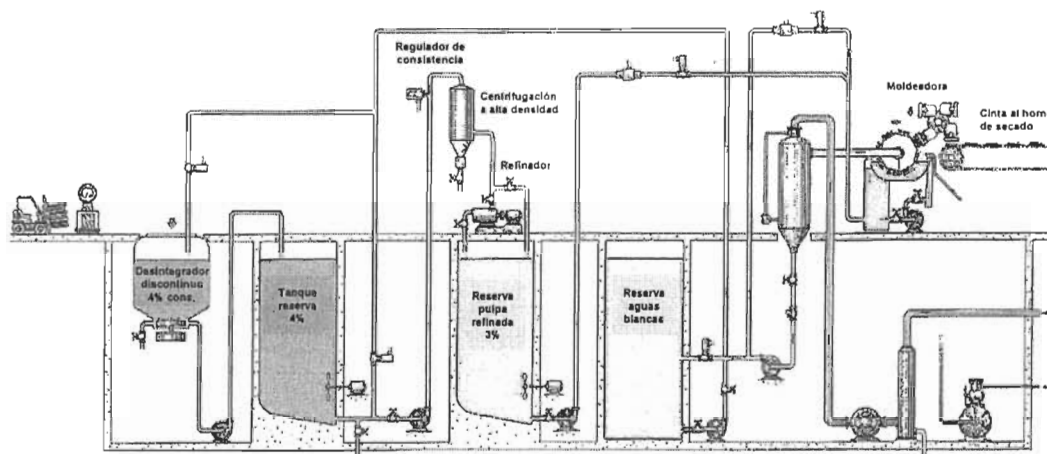 Regulador de
consistencia
Centrifugación
a alta densidad
Refinador
Moldeadora
Cinta al horn
de secado
Desintegrador
discontinuo
4% cons.
Tanque
reserva
4%
Reserva
pulpa
refinada
3%
Reserva
aguas
blancas